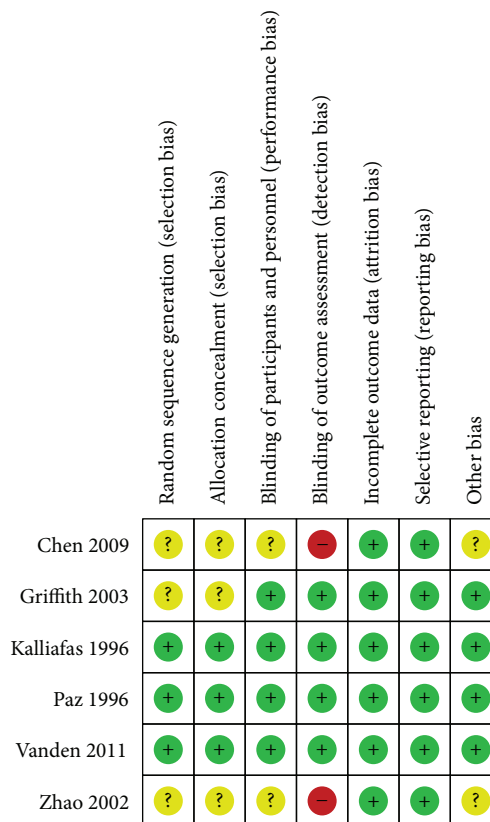 Random sequence generation (selection bias)
Allocation concealment (selection bias)
Blinding of participants and personnel (performance bias)
Blinding of outcome assessment (detection bias)
Incomplete outcome data (attrition bias)
Selective reporting (reporting bias)
Other bias
Chen 2009 ? ? ? − + + ?
Griffith 2003 ? ? + + + + +
Kalliafas 1996 + + + + + + +
Paz 1996 + + + + + + +
Vanden 2011 + + + + + + +
Zhao 2002 ? ? ? − + + ?